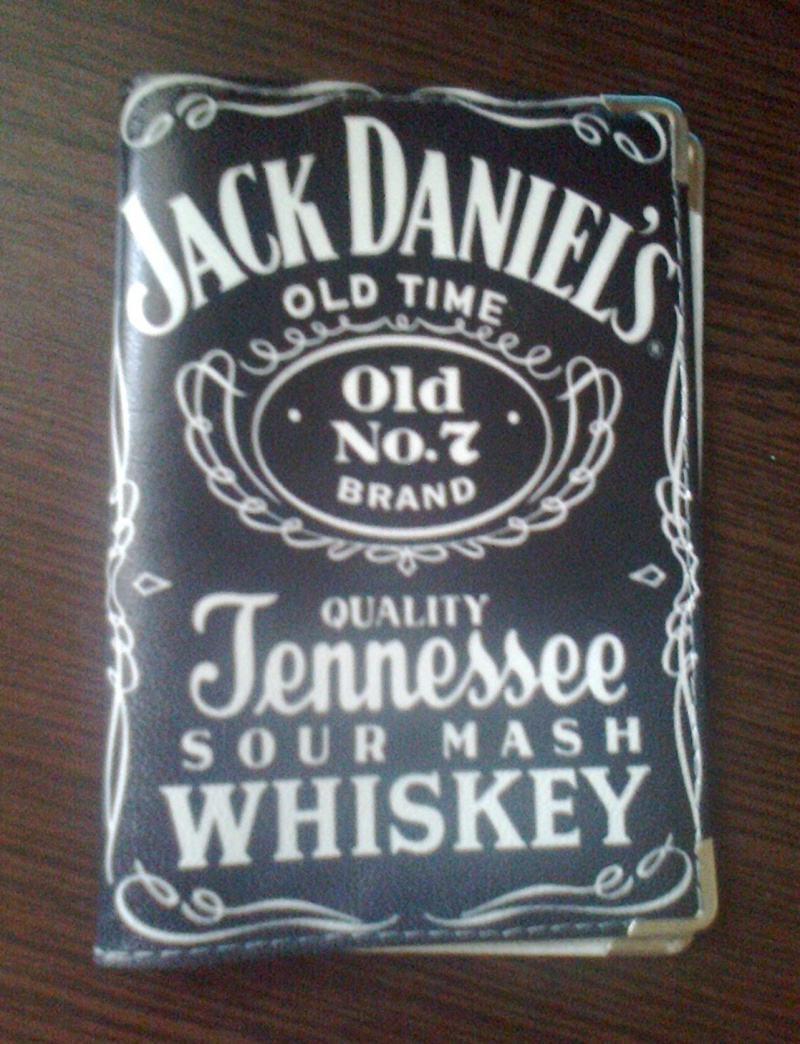 JACK DANIEL'S
OLD TIME
Old
No.7
BRAND
QUALITY
Tennessee
SOUR MASH
WHISKEY